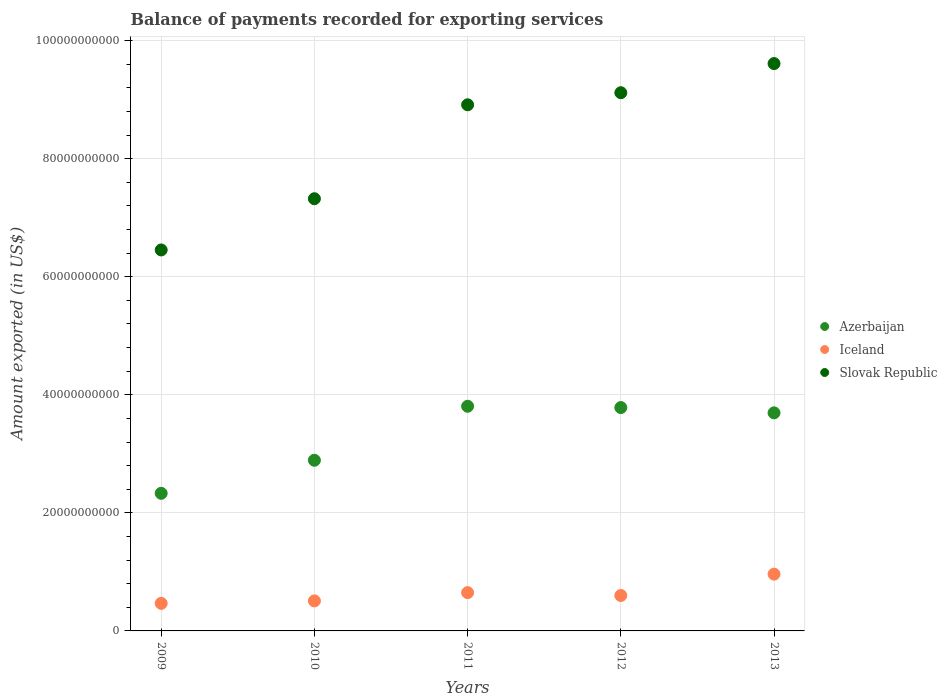 Balance of payments recorded for exporting services
Amount exported (in US$)
100000000000
80000000000
60000000000
40000000000
20000000000
0
2009
2010
2011
2012
2013
Years
Azerbaijan
Iceland
Slovak Republic